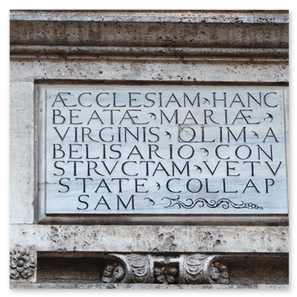 ÆCCLESIAM HANC
BEATÆ MARIÆ
VIRGINIS OLIM A
BELISARIO CON
STRVCTAM VETV
STATE COLLAP
SAM